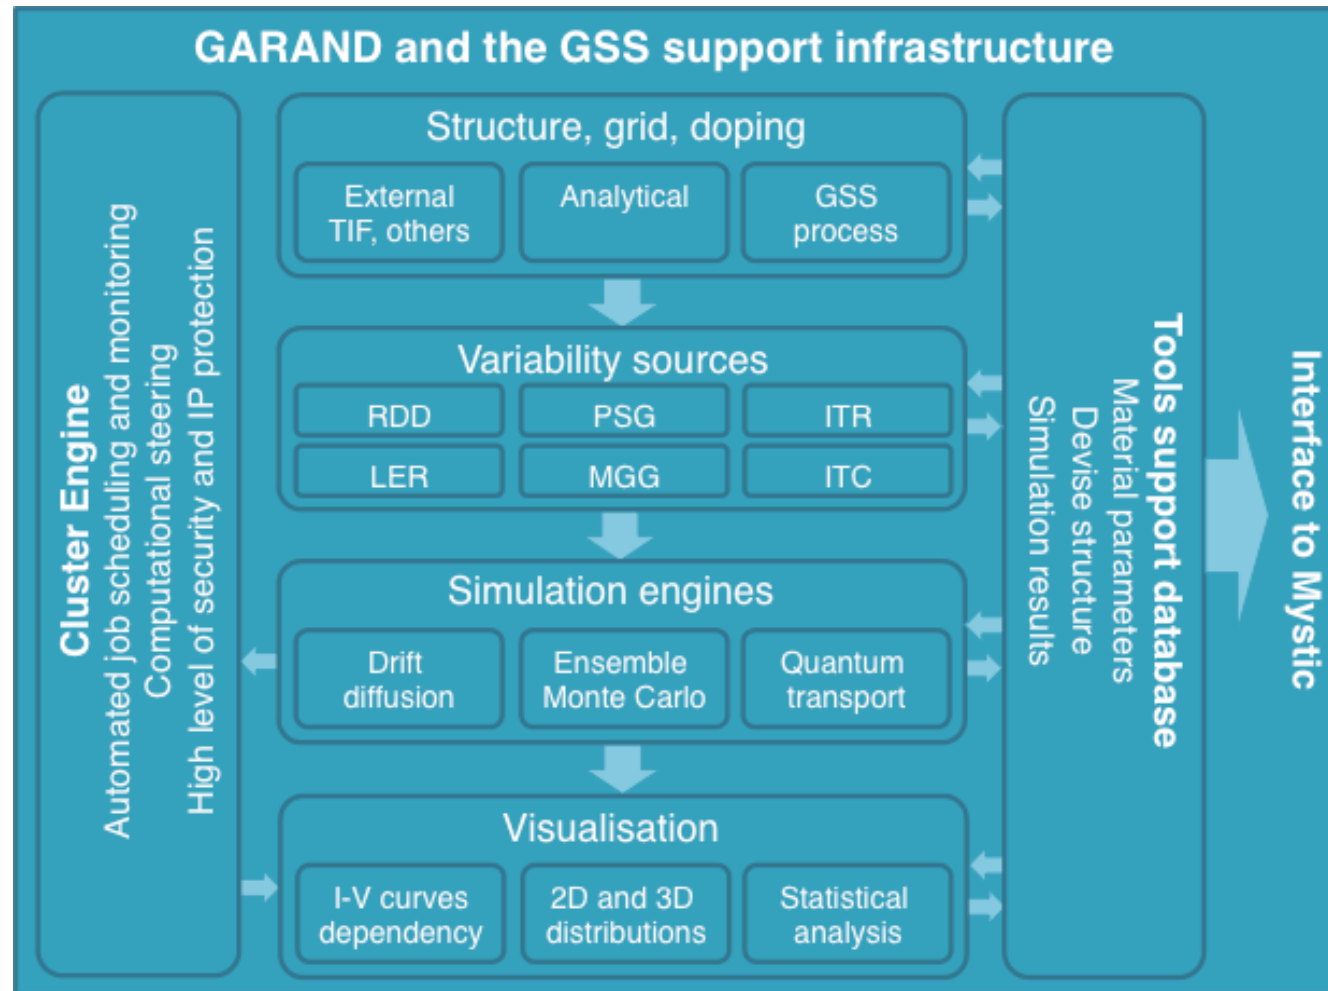 GARAND and the GSS support infrastructure
Cluster Engine
Automated job scheduling and monitoring
Computational steering
High level of security and IP protection
Structure, grid, doping
External
TIF, others
Analytical
GSS
process
Variability sources
RDD
PSG
ITR
LER
MGG
ITC
Simulation engines
Drift
diffusion
Ensemble
Monte Carlo
Quantum
transport
Visualisation
I-V curves
dependency
2D and 3D
distributions
Statistical
analysis
Tools support database
Material parameters
Devise structure
Simulation results
Interface to Mystic